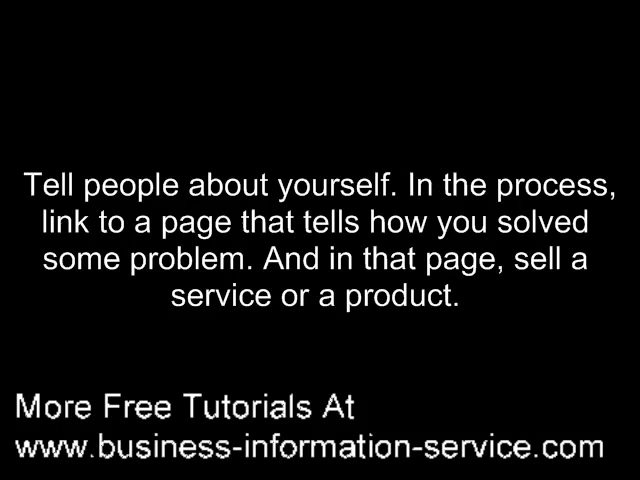 Tell people about yourself. In the process,
link to a page that tells how you solved
some problem. And in that page, sell a
service or a product.
More Free Tutorials At
www.business-information-service.com